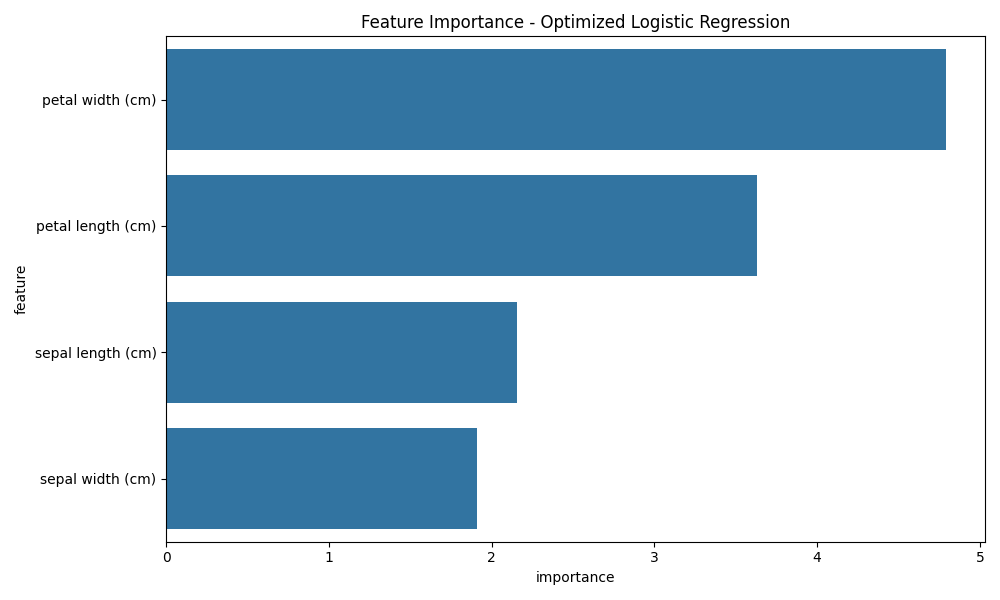 Feature Importance - Optimized Logistic Regression
petal width (cm)
petal length (cm)
sepal length (cm)
sepal width (cm)
feature
0 1 2 3 4 5
importance